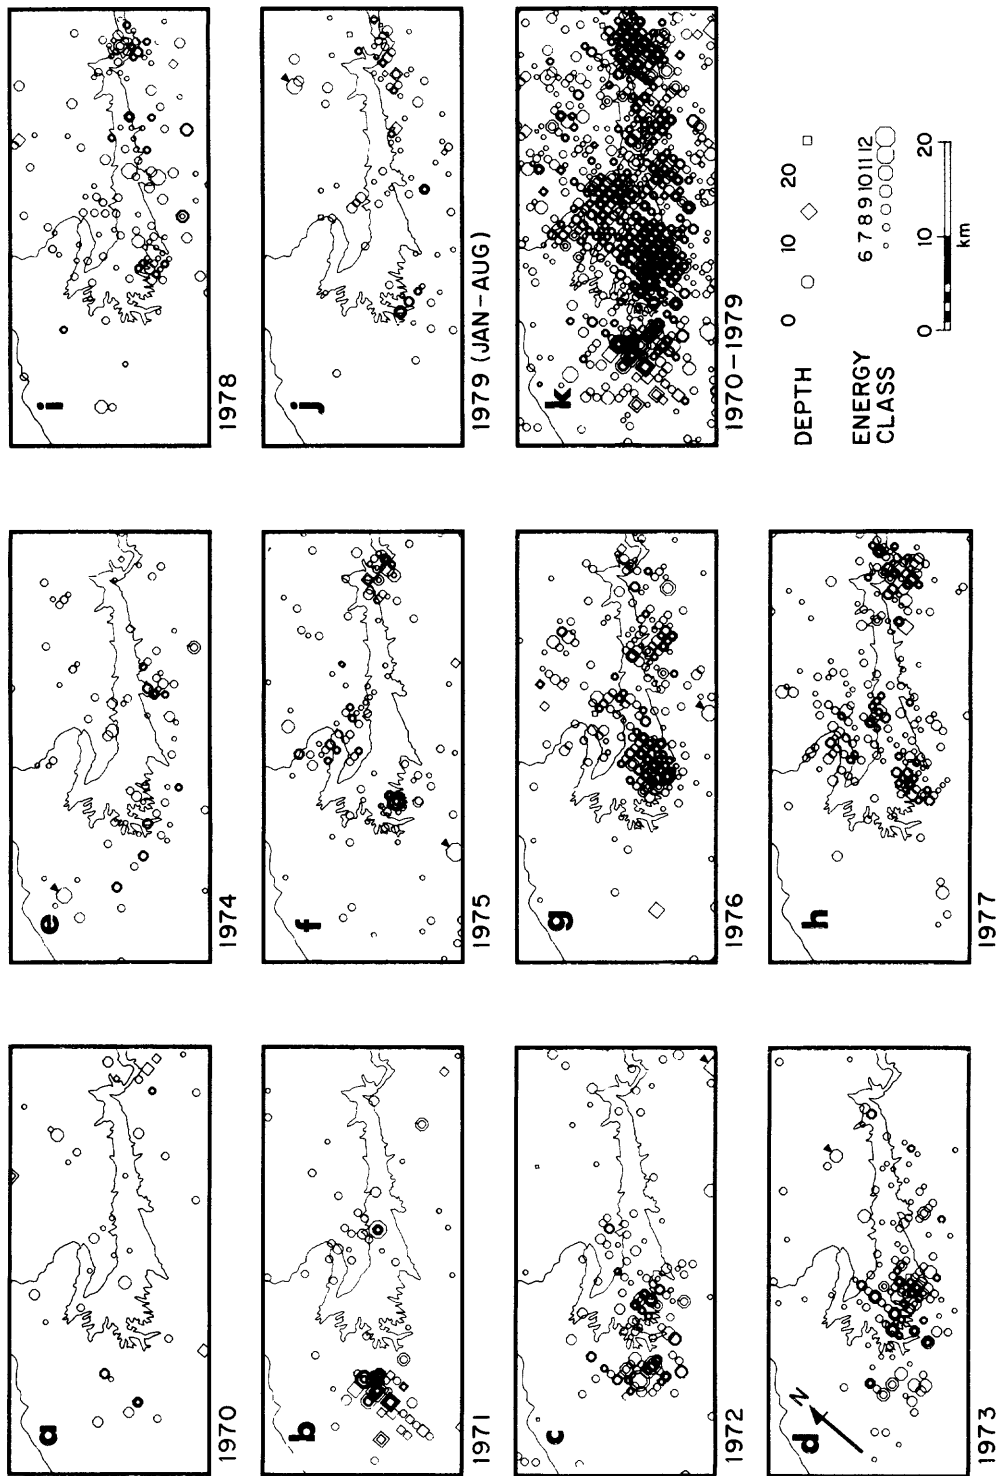 a
1970
b
1971
c
1972
d
N
1973
e
1974
f
1975
g
1976
h
1977
i
1978
j
1979 (JAN-AUG)
k
1970-1979
DEPTH 0 10 20
ENERGY CLASS 6 7 8 9 10 11 12
0 10 20
km